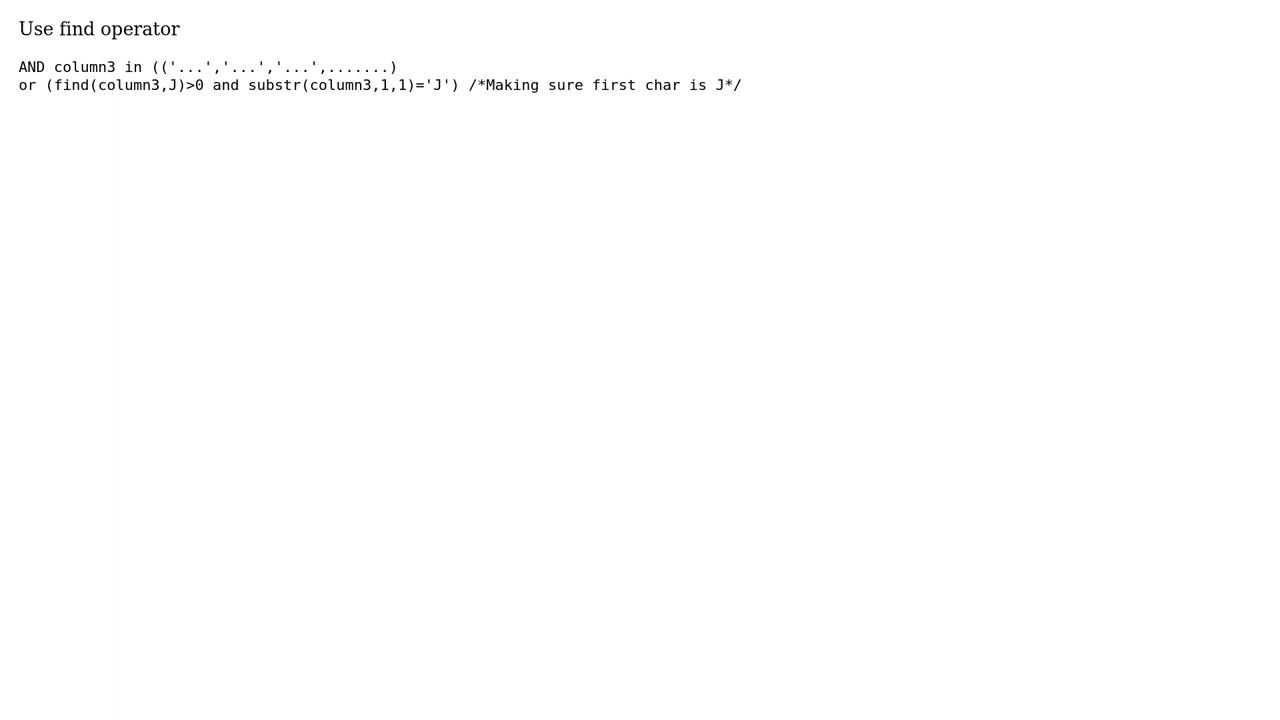 Use find operator
AND column3 in (('...','...','...',.......)
or (find(column3,J)>0 and substr(column3,1,1)='J') /*Making sure first char is J*/